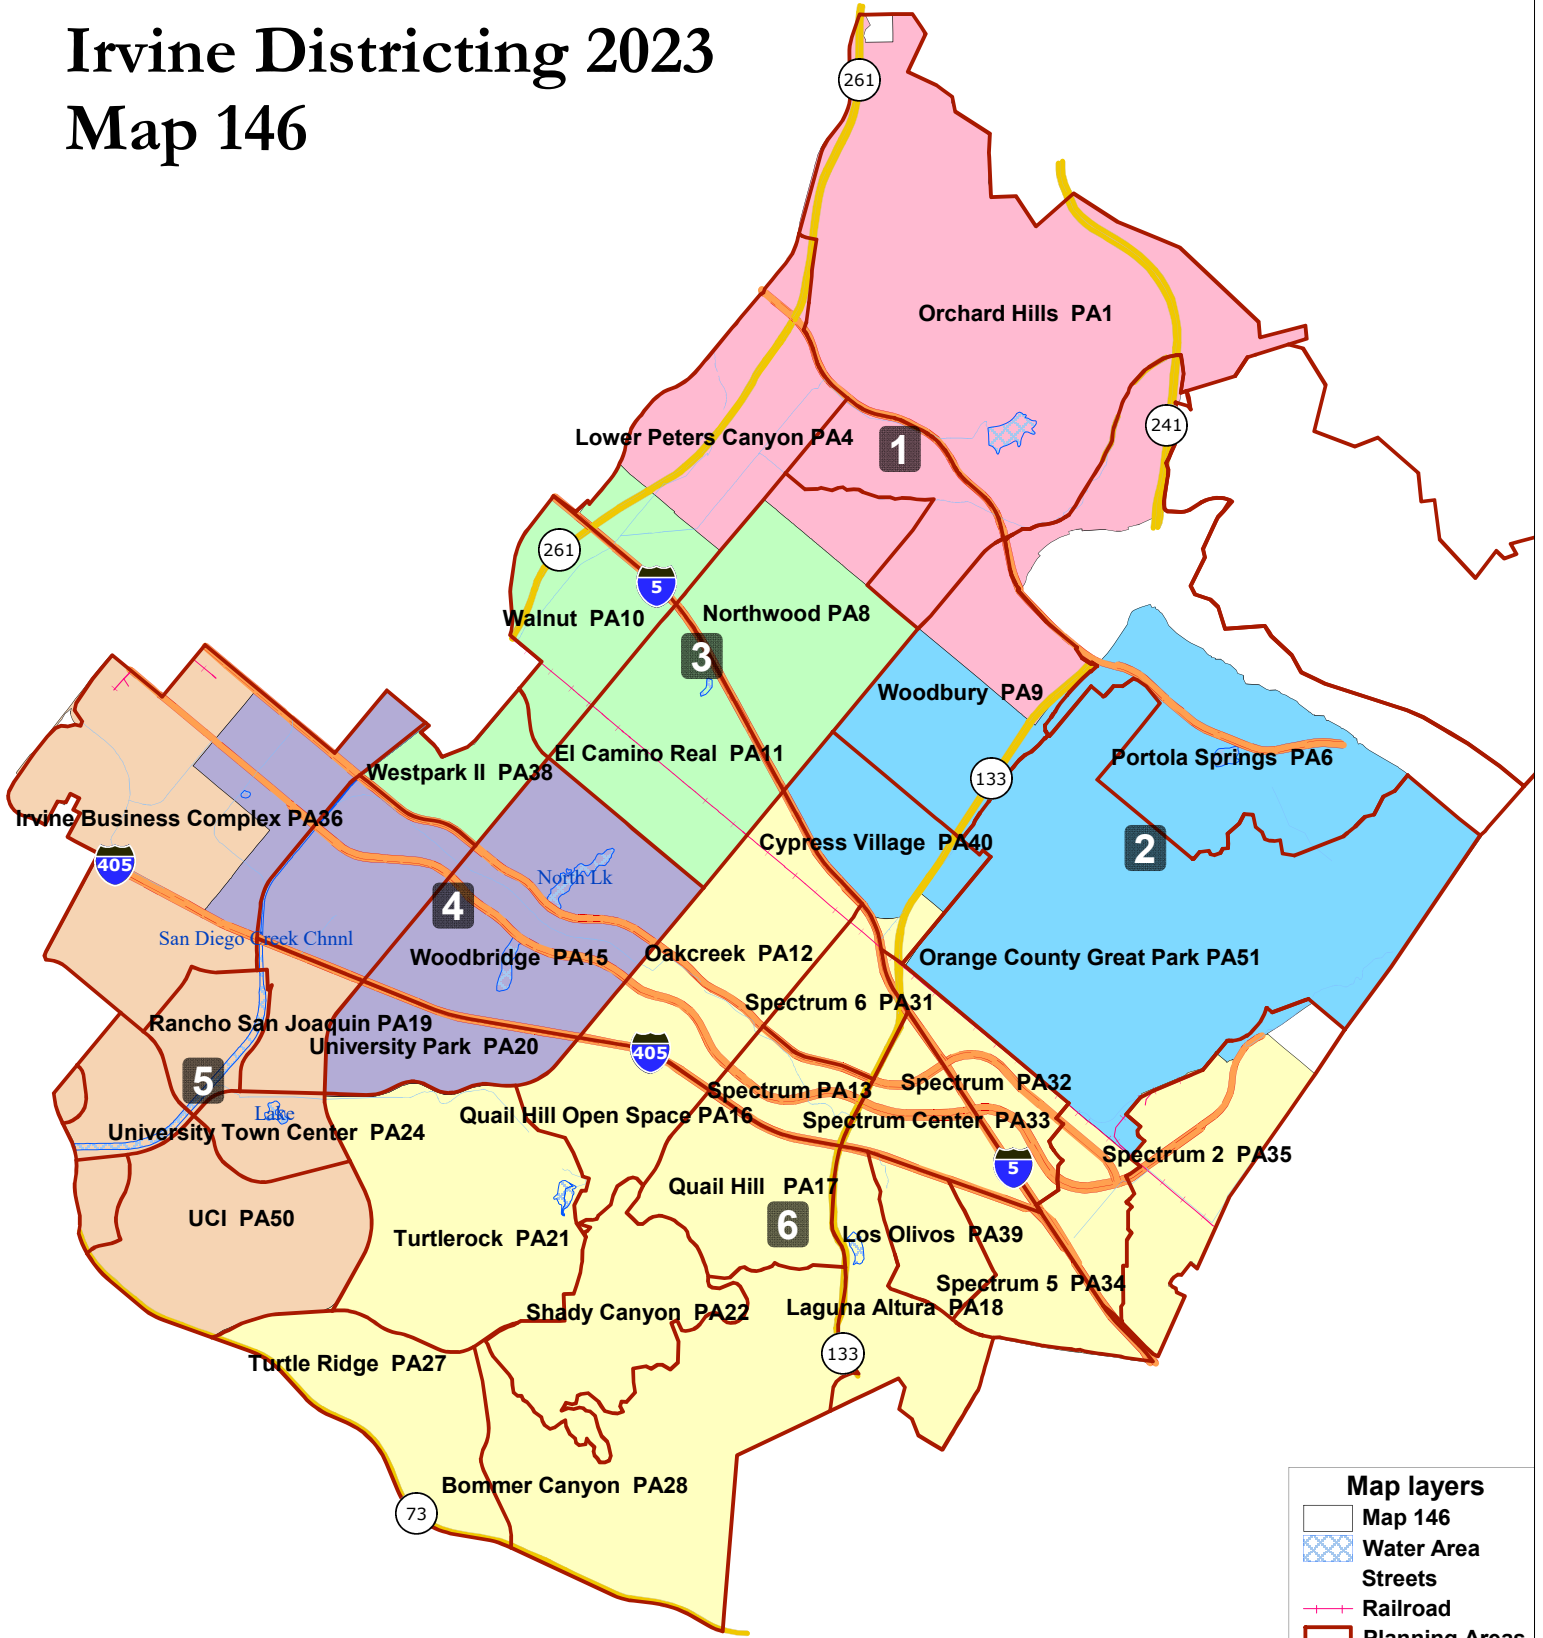 Irvine Districting 2023
Map 146
261
Orchard Hills PA1
241
Lower Peters Canyon PA4
1
261
5
Walnut PA10
Northwood PA8
3
Woodbury PA9
El Camino Real PA11
Westpark II PA38
Portola Springs PA6
133
Irvine Business Complex PA36
Cypress Village PA40
2
405
North Lk
4
San Diego Creek Chnnl
Woodbridge PA15
Oakcreek PA12
Orange County Great Park PA51
Spectrum 6 PA31
Rancho San Joaquin PA19
University Park PA20
405
5
Spectrum PA13
Spectrum PA32
Lake
Quail Hill Open Space PA16
Spectrum Center PA33
University Town Center PA24
Spectrum 2 PA35
5
Quail Hill PA17
UCI PA50
6
Turtlerock PA21
Los Olivos PA39
Spectrum 5 PA34
Shady Canyon PA22
Laguna Altura PA18
133
Turtle Ridge PA27
Bommer Canyon PA28
73
Map layers
Map 146
Water Area
Streets
Railroad
Planning Areas